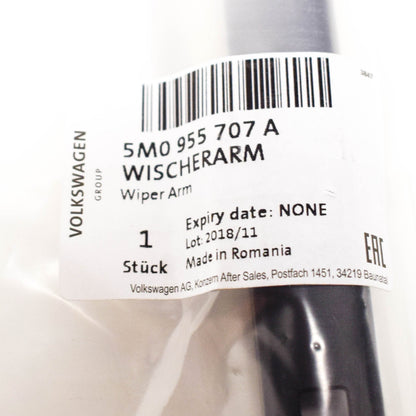 VOLKSWAGEN
GROUP
5M0 955 707 A
WISCHERARM
Wiper Arm
1
Stück
Expiry date: NONE
Lot: 2018/11
Made in Romania
EAC
Volkswagen AG, Konzern After Sales, Postfach 1451, 34219 Baunatal